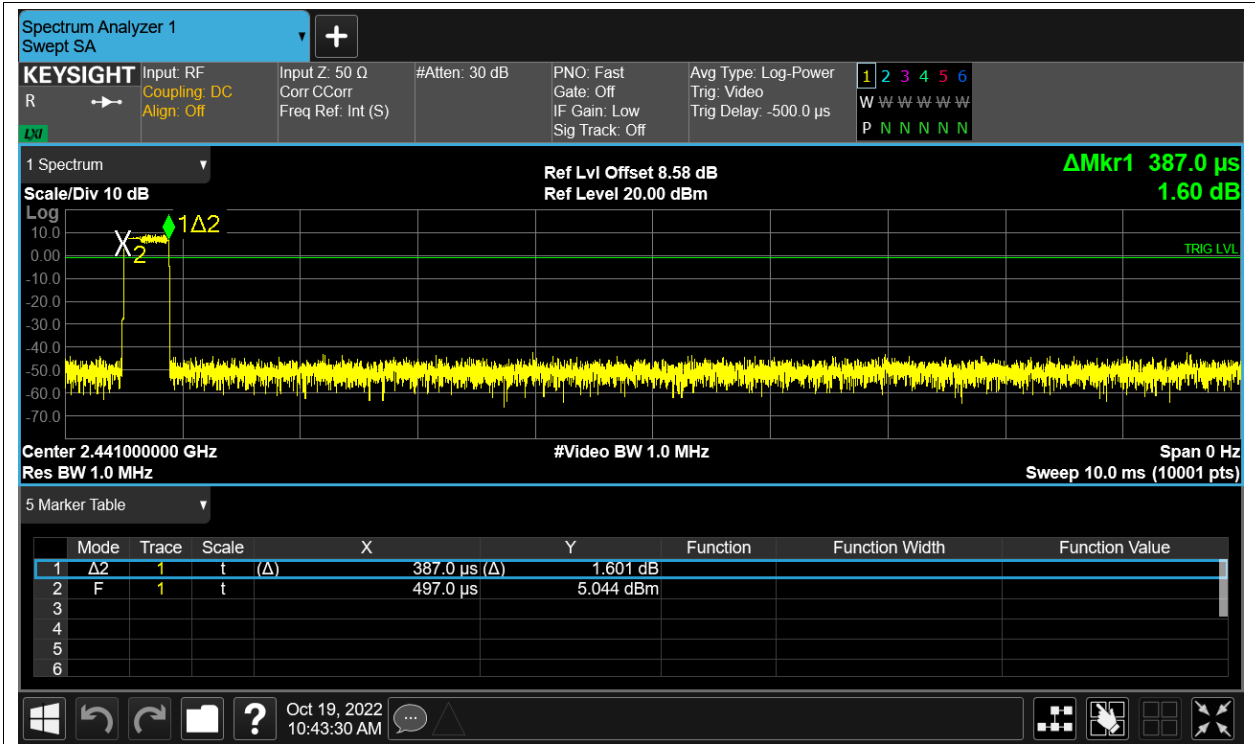 Spectrum Analyzer 1
Swept SA
+
KEYSIGHT Input: RF Input Z: 50 Ω #Atten: 30 dB PNO: Fast Avg Type: Log-Power 1 2 3 4 5 6
R Coupling: DC Corr CCorr Gate: Off Trig: Video W W W W W W
Align: Off Freq Ref: Int (S) IF Gain: Low Trig Delay: -500.0 µs
LXI Sig Track: Off P N N N N N
1 Spectrum Ref Lvl Offset 8.58 dB ΔMkr1 387.0 µs
Scale/Div 10 dB Ref Level 20.00 dBm 1.60 dB
Log
1Δ2
10.0
X
2
0.00 TRIG LVL
-10.0
-20.0
-30.0
-40.0
-50.0
-60.0
-70.0
Center 2.441000000 GHz #Video BW 1.0 MHz Span 0 Hz
Res BW 1.0 MHz Sweep 10.0 ms (10001 pts)
5 Marker Table
Mode Trace Scale X Y Function Function Width Function Value
1 Δ2 1 t (Δ) 387.0 µs (Δ) 1.601 dB
2 F 1 t 497.0 µs 5.044 dBm
3
4
5
6
? Oct 19, 2022
10:43:30 AM